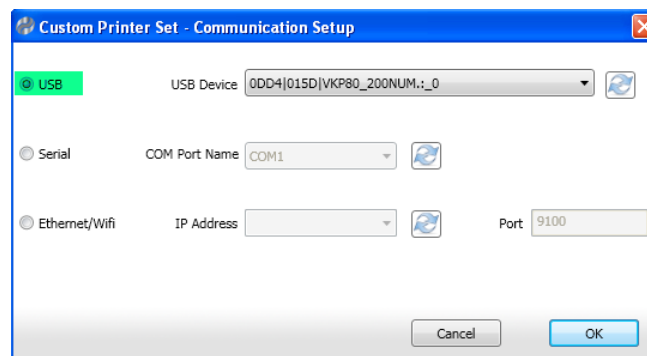 Custom Printer Set - Communication Setup
USB USB Device 0DD4|015D|VKP80_200NUM.:_0
Serial COM Port Name COM1
Ethernet/Wifi IP Address Port 9100
Cancel OK